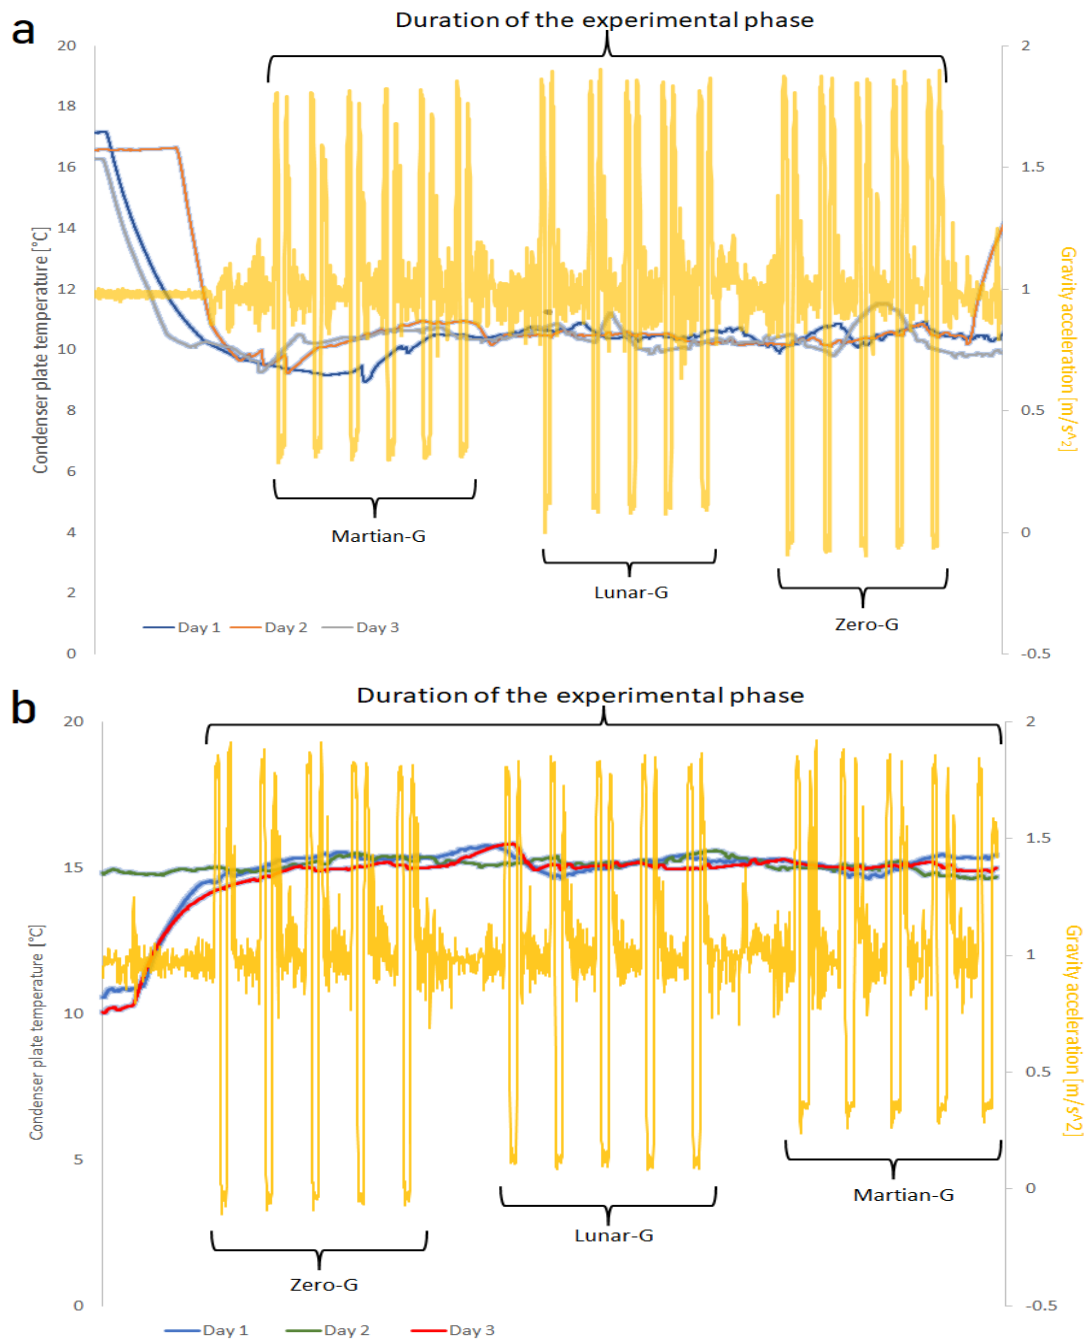 a
Duration of the experimental phase
20
18
16
14
12
10
8
6
4
2
0
Condenser plate temperature [°C]
2
1.5
1
0.5
0
-0.5
Gravity acceleration [m/s^2]
Martian-G
Lunar-G
Zero-G
Day 1 Day 2 Day 3
b
Duration of the experimental phase
20
15
10
5
0
Condenser plate temperature [°C]
2
1.5
1
0.5
0
-0.5
Gravity acceleration [m/s^2]
Martian-G
Lunar-G
Zero-G
Day 1 Day 2 Day 3